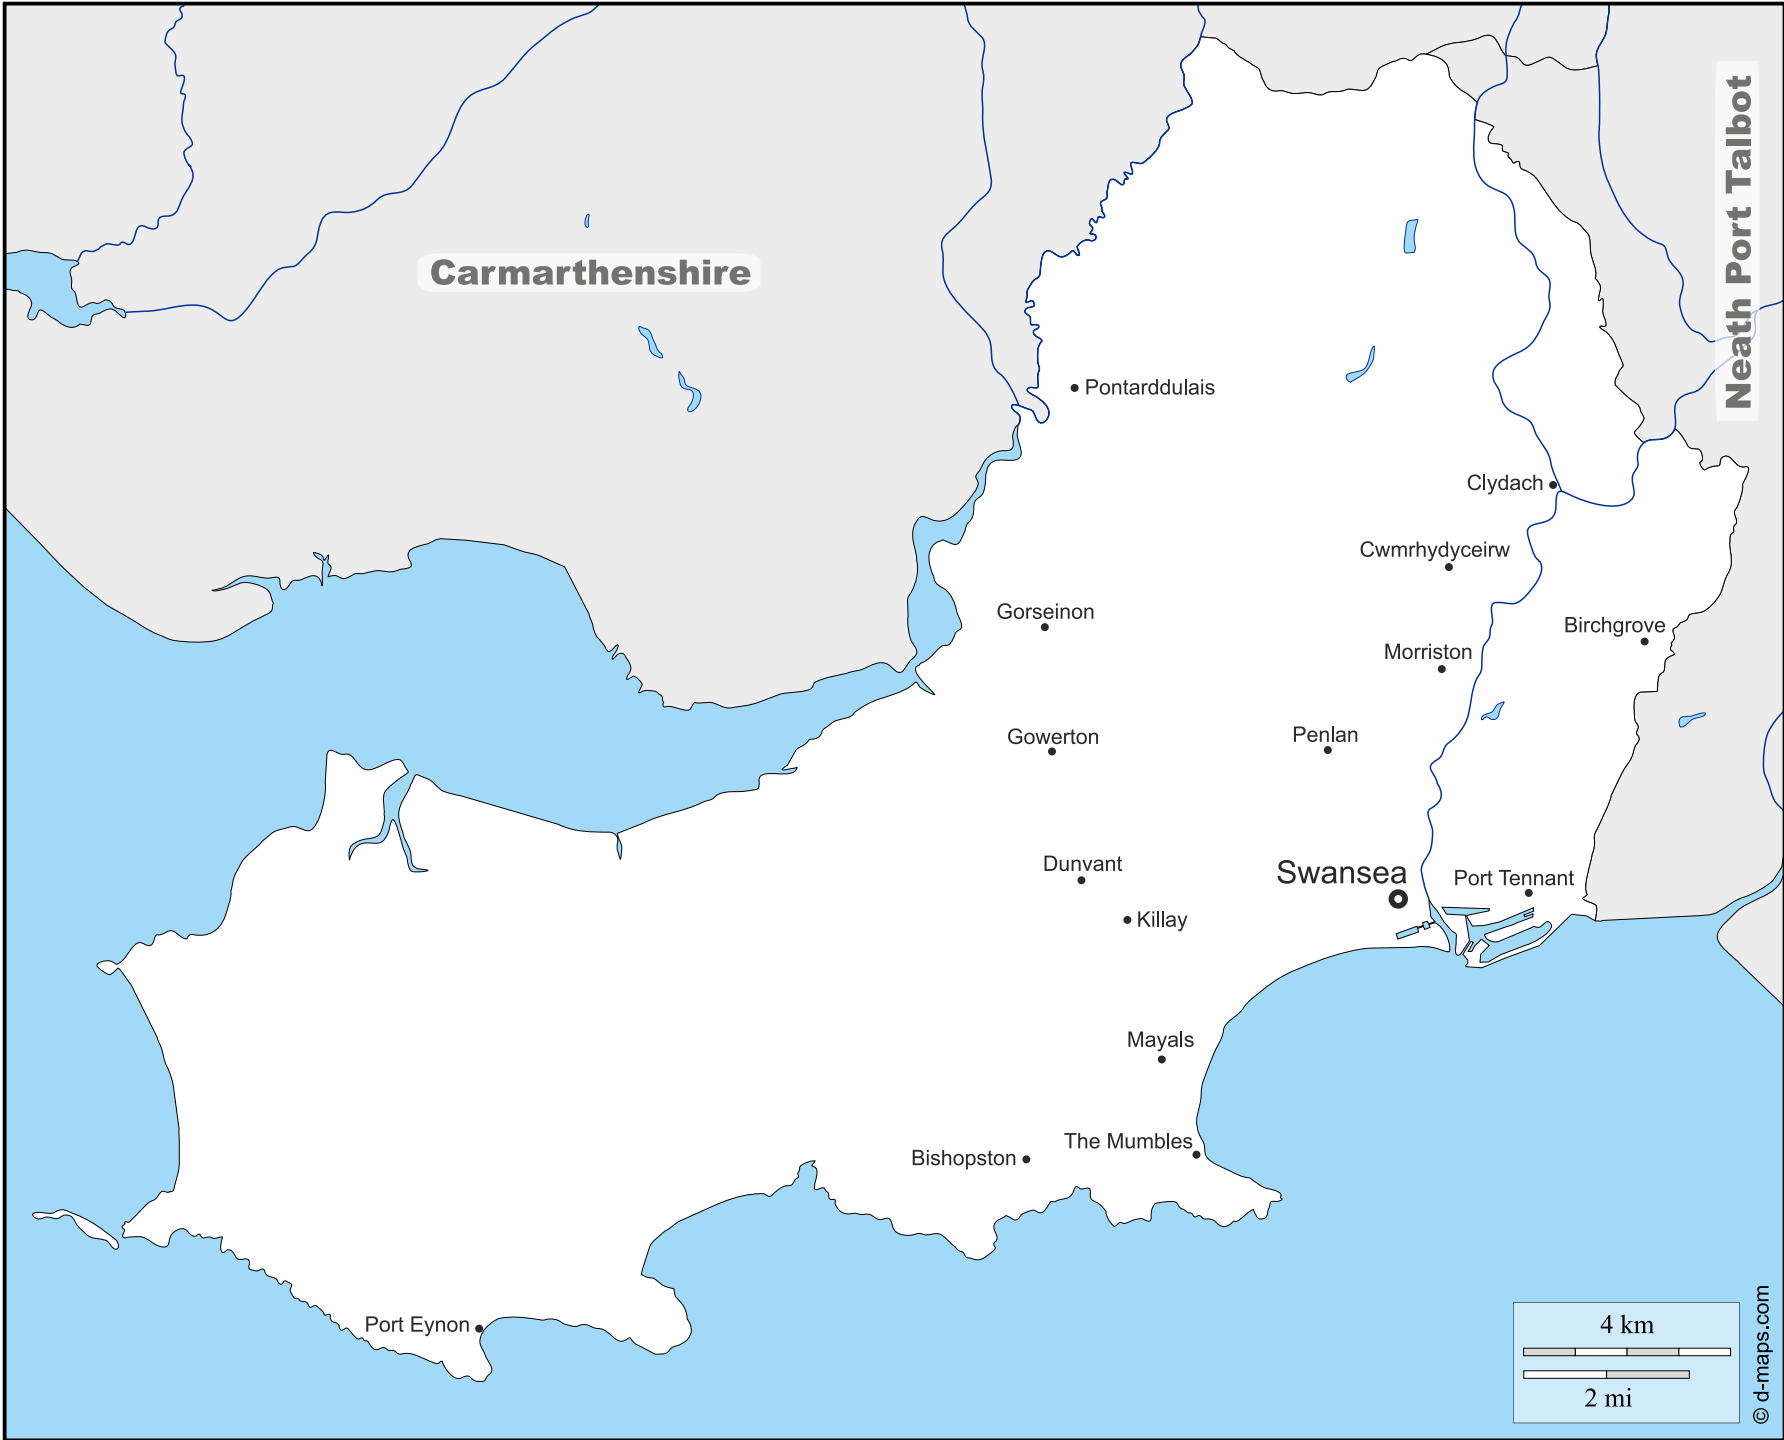 Neath Port Talbot
Carmarthenshire
Pontarddulais
Clydach
Cwmrhydyceirw
Gorseinon
Birchgrove
Morriston
Gowerton
Penlan
Dunvant
Swansea
Port Tennant
Killay
Mayals
The Mumbles
Bishopston
Port Eynon
4 km
2 mi
© d-maps.com